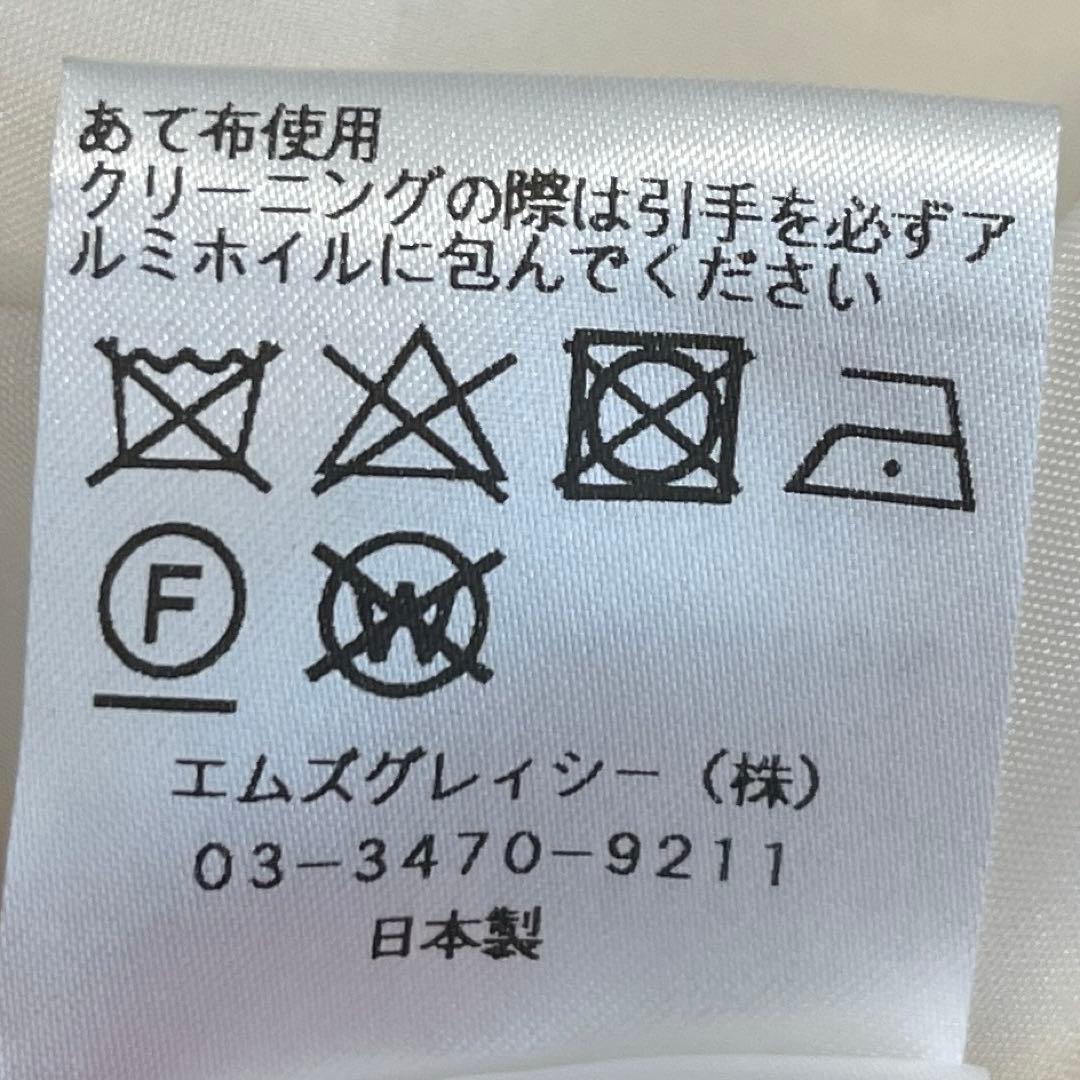 あて布使用
クリーニングの際は引手を必ずア
ルミホイルに包んでください
F
W
エムズグレィシー（株）
03－3470－9211
日本製